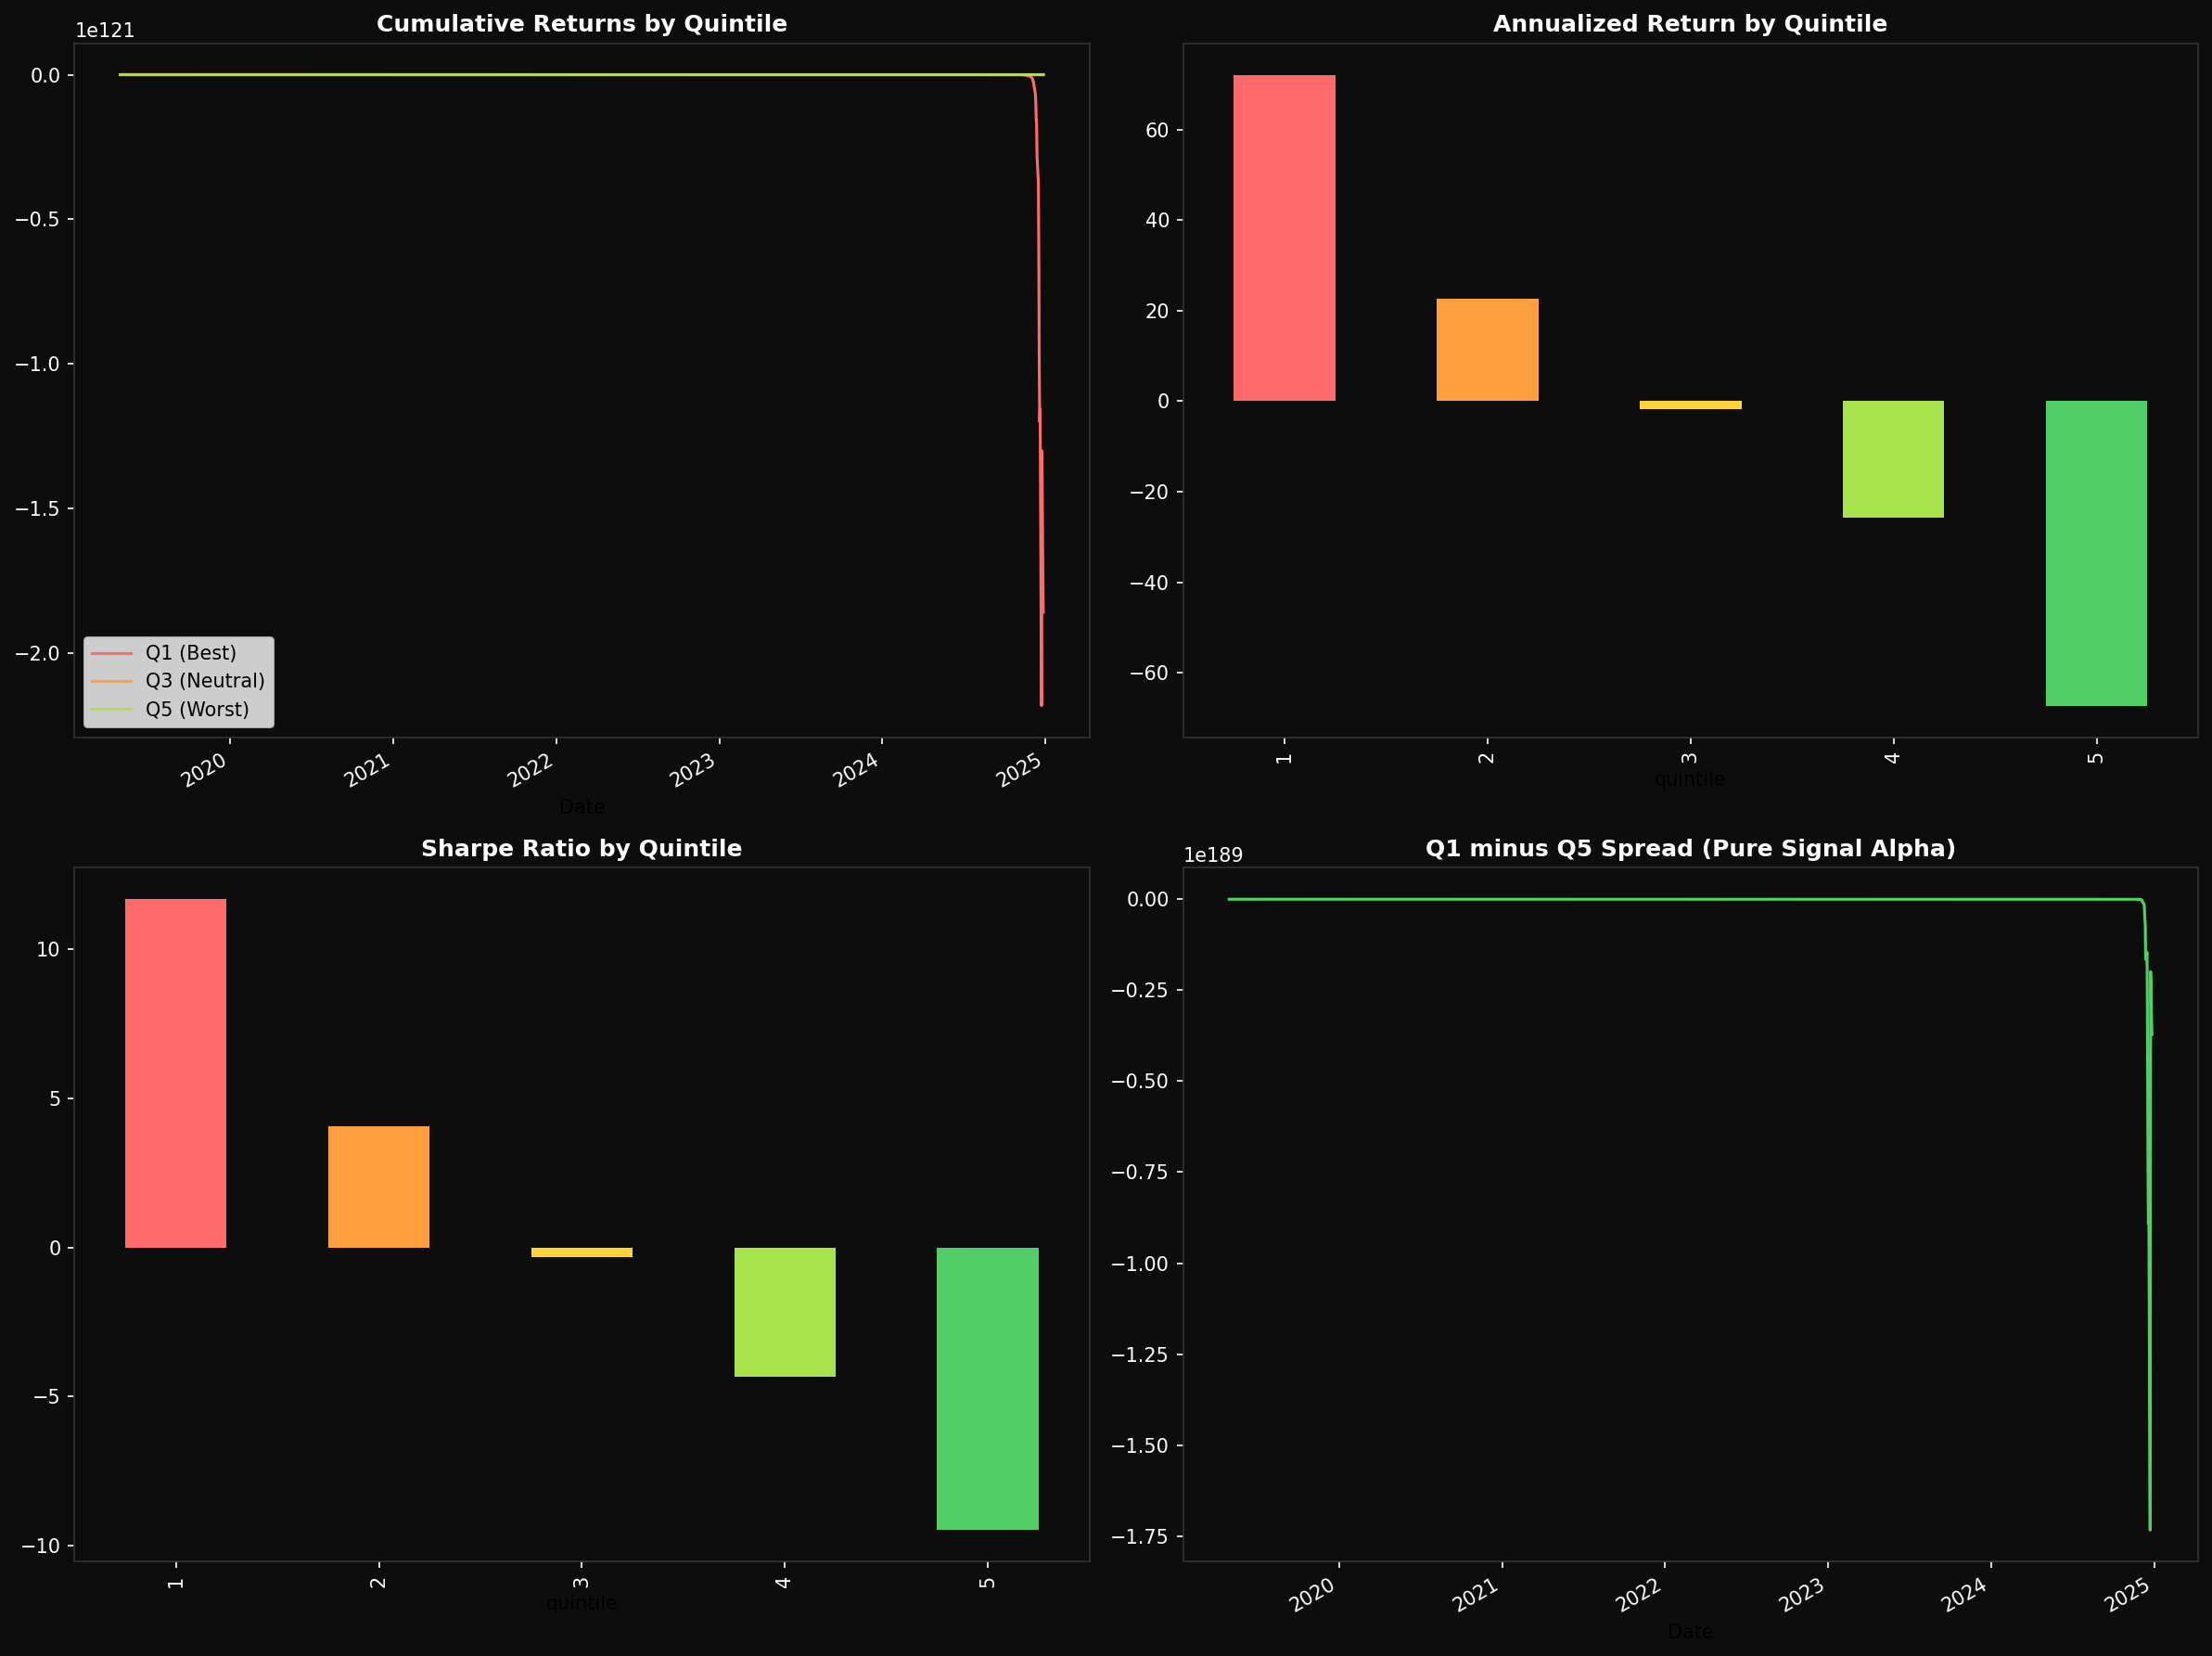 Cumulative Returns by Quintile
1e121
0.0
−0.5
−1.0
−1.5
−2.0
Q1 (Best)
Q3 (Neutral)
Q5 (Worst)
2020 2021 2022 2023 2024 2025
Date
Annualized Return by Quintile
60
40
20
0
−20
−40
−60
1 2 3 4 5
quintile
Sharpe Ratio by Quintile
10
5
0
−5
−10
1 2 3 4 5
quintile
Q1 minus Q5 Spread (Pure Signal Alpha)
1e189
0.00
−0.25
−0.50
−0.75
−1.00
−1.25
−1.50
−1.75
2020 2021 2022 2023 2024 2025
Date